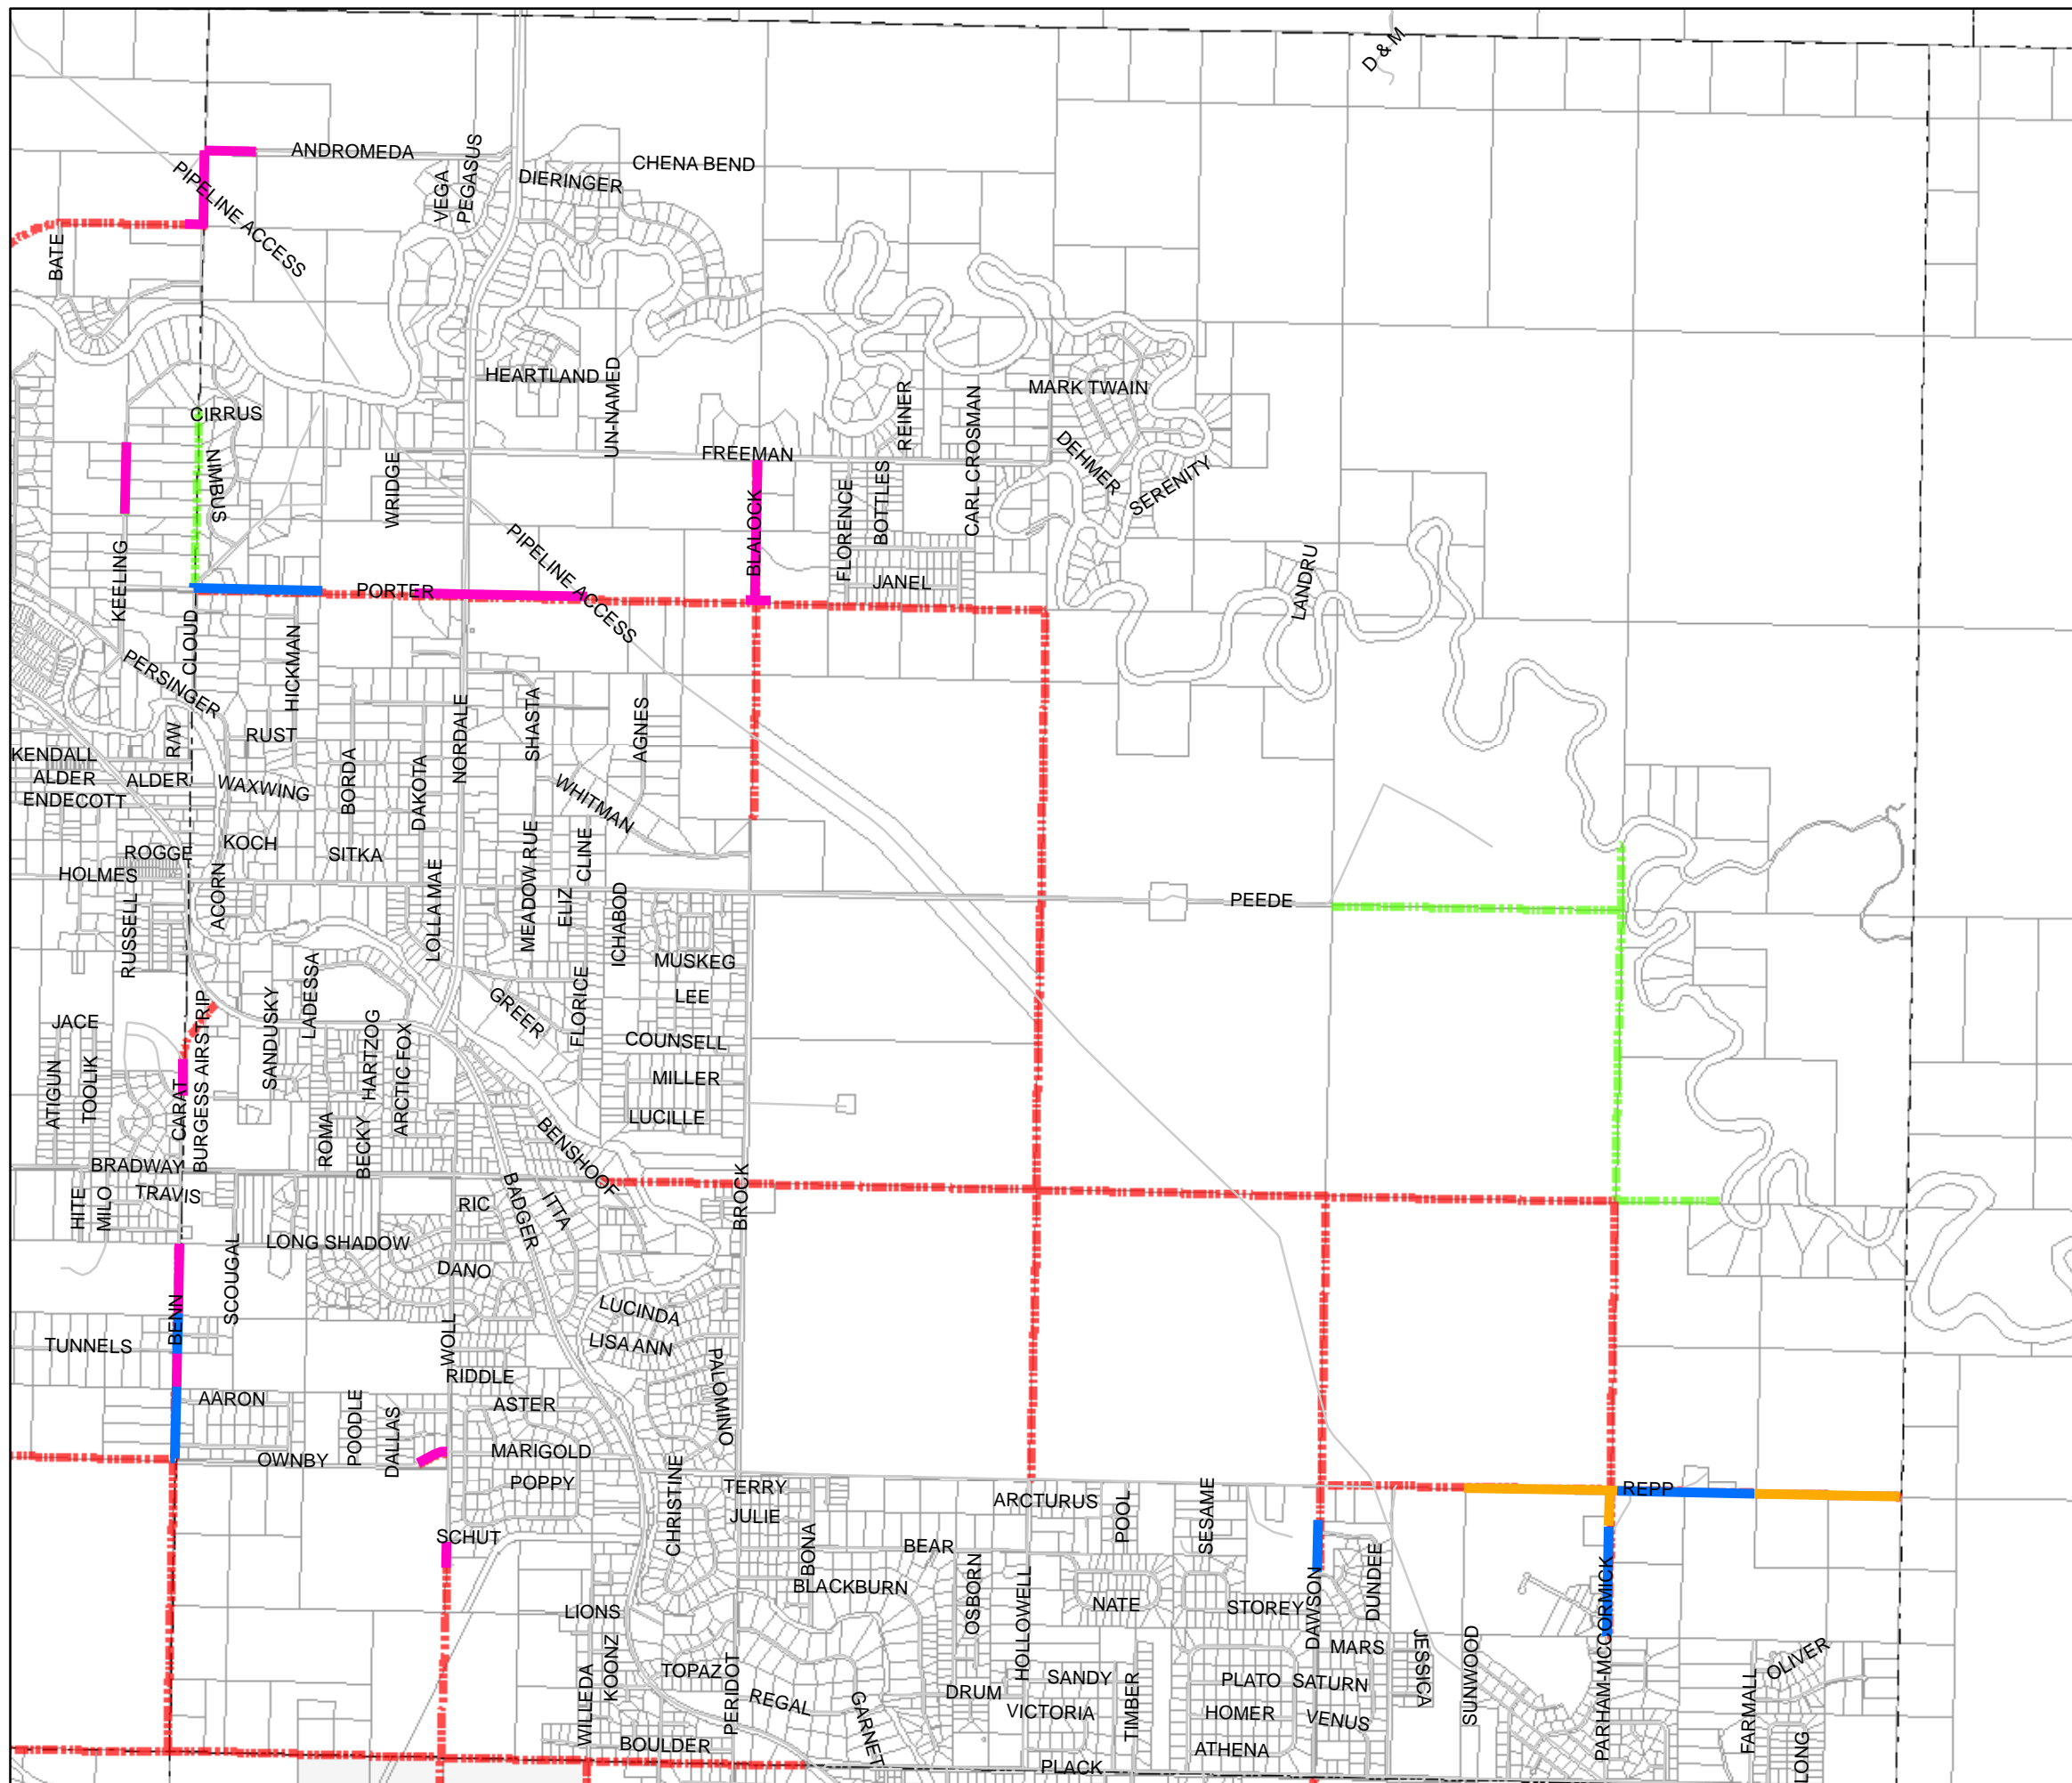 D & M
ANDROMEDA
PEGASUS
CHENA BEND
PIPELINE ACCESS
VEGA
DIERINGER
BATE
HEARTLAND
UN-NAMED
MARK TWAIN
CIRRUS
REINER
CARL CROSMAN
FREEMAN
NIMBUS
WRIDGE
DEHMER
SERENITY
BLALOCK
FLORENCE
BOTTLES
PIPELINE ACCESS
KEELING
PORTER
JANEL
LANDRU
CLOUD
HICKMAN
PERSINGER
R/W
RUST
NORDALE
SHASTA
AGNES
KENDALL
ALDER
ALDER
WAXWING
BORDA
DAKOTA
WHITMAN
ENDECOTT
KOCH
SITKA
ROGGE
HOLMES
ACORN
LOLLA MAE
MEADOW RUE
CLINE
ELIZ
ICHABOD
PEEDE
RUSSELL
MUSKEG
LADESSA
SANDUSKY
GREER
FLORICE
LEE
JACE
BURGESS AIRSTRIP
HARTZOG
ARCTIC FOX
COUNSELL
ATIGUN
TOOLIK
CARAT
MILLER
ROMA
BECKY
LUCILLE
BENSHOOF
BRADWAY
TRAVIS
HITE
MILO
RIC
BADGER
ITTA
BROCK
SCOUGAL
LONG SHADOW
DANO
LUCINDA
BENN
TUNNELS
WOLL
LISA ANN
PALOMINO
RIDDLE
AARON
POODLE
DALLAS
ASTER
OWNBY
MARIGOLD
POPPY
CHRISTINE
TERRY
JULIE
ARCTURUS
POOL
SESAME
REPP
SCHUT
BONA
BEAR
BLACKBURN
OSBORN
HOLLOWELL
NATE
STOREY
DAWSON
DUNDEE
PARHAM-MCCORMICK
LIONS
WILLEDA
KOONZ
TOPAZ
PERIDOT
REGAL
GARNET
DRUM
SANDY
VICTORIA
TIMBER
MARS
PLATO
SATURN
JESSICA
SUNWOOD
HOMER
VENUS
FARMALL
OLIVER
BOULDER
ATHENA
PLACK
LONG